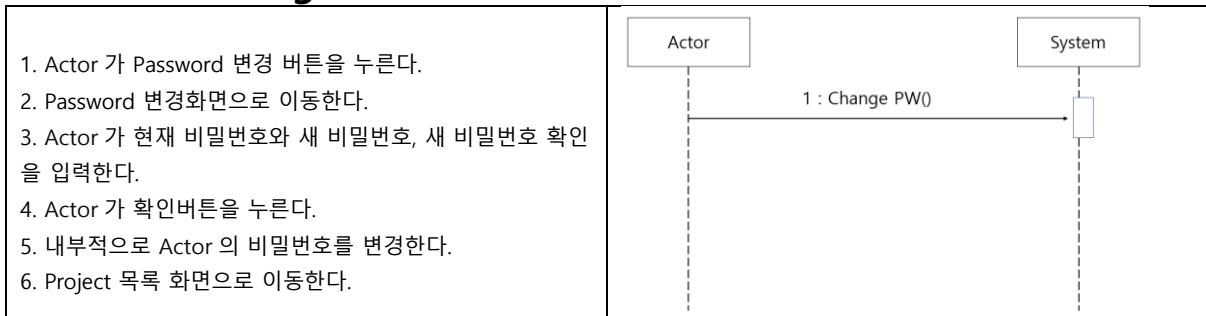 1. Actor 가 Password 변경 버튼을 누른다.
2. Password 변경화면으로 이동한다.
3. Actor 가 현재 비밀번호와 새 비밀번호, 새 비밀번호 확인
을 입력한다.
4. Actor 가 확인버튼을 누른다.
5. 내부적으로 Actor 의 비밀번호를 변경한다.
6. Project 목록 화면으로 이동한다.
Actor
System
1 : Change PW()